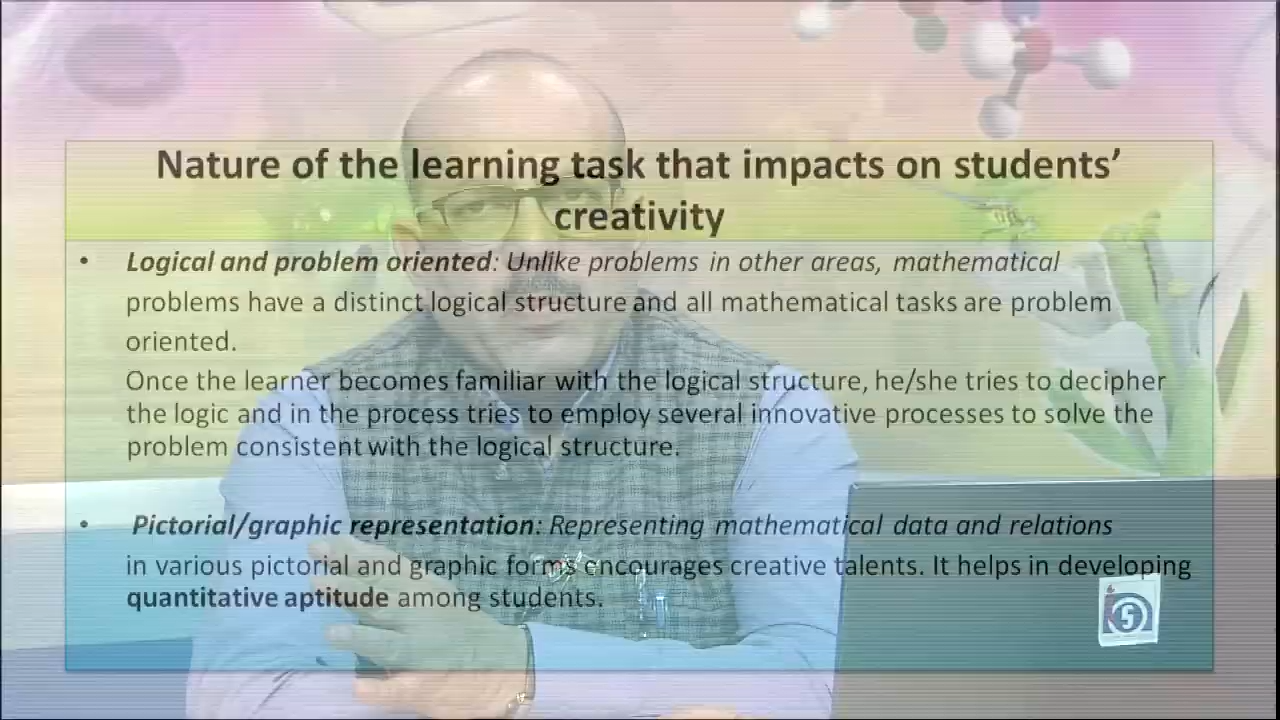 Nature of the learning task that impacts on students’
creativity
• Logical and problem oriented: Unlike problems in other areas, mathematical
problems have a distinct logical structure and all mathematical tasks are problem
oriented.
Once the learner becomes familiar with the logical structure, he/she tries to decipher
the logic and in the process tries to employ several innovative processes to solve the
problem consistent with the logical structure.
• Pictorial/graphic representation: Representing mathematical data and relations
in various pictorial and graphic forms encourages creative talents. It helps in developing
quantitative aptitude among students.
5